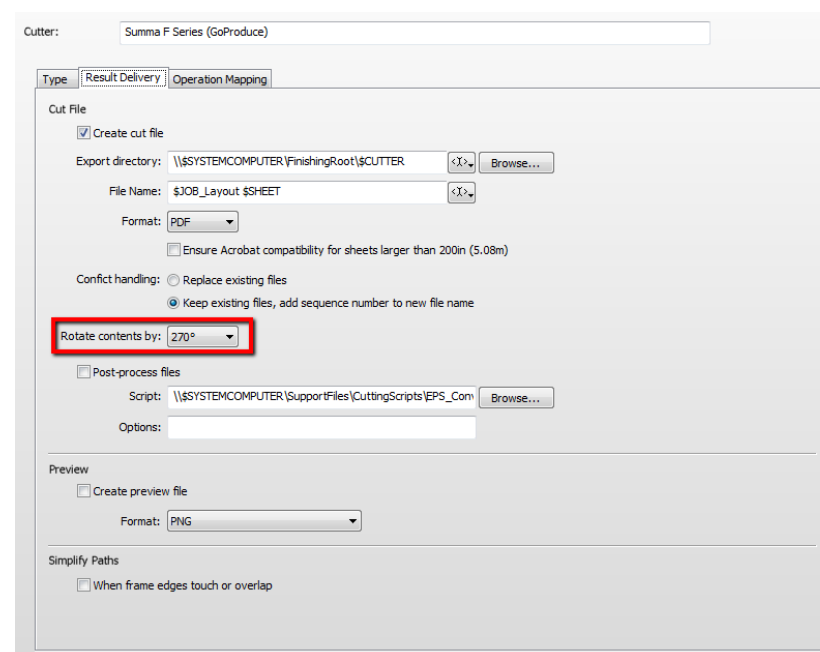 Cutter: Summa F Series (GoProduce)
Type Result Delivery Operation Mapping
Cut File
Create cut file
Export directory: \\$SYSTEMCOMPUTER\FinishingRoot\$CUTTER <I> Browse...
File Name: $JOB_Layout $SHEET <I>
Format: PDF
Ensure Acrobat compatibility for sheets larger than 200in (5.08m)
Confict handling: Replace existing files
Keep existing files, add sequence number to new file name
Rotate contents by: 270°
Post-process files
Script: \\$SYSTEMCOMPUTER\SupportFiles\CuttingScripts\EPS_Con Browse...
Options:
Preview
Create preview file
Format: PNG
Simplify Paths
When frame edges touch or overlap